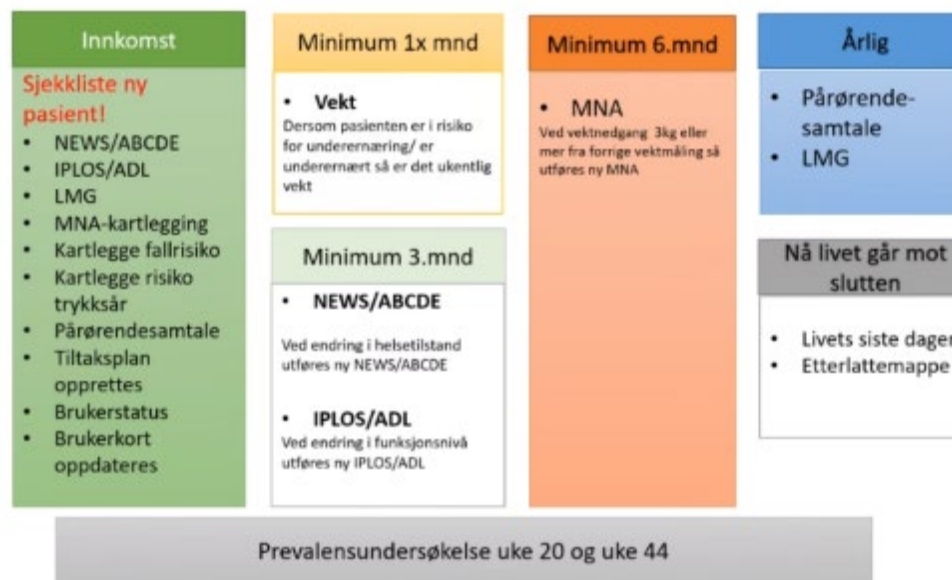 Innkomst
Sjekkliste ny
pasient!
• NEWS/ABCDE
• IPLOS/ADL
• LMG
• MNA-kartlegging
• Kartlegge fallrisiko
• Kartlegge risiko
trykksår
• Pårørendesamtale
• Tiltaksplan
opprettes
• Brukerstatus
• Brukerkort
oppdateres
Minimum 1x mnd
• Vekt
Dersom pasienten er i risiko
for underernæring/ er
underernært så er det ukentlig
vekt
Minimum 3.mnd
• NEWS/ABCDE
Ved endring i helsetilstand
utføres ny NEWS/ABCDE
• IPLOS/ADL
Ved endring i funksjonsnivå
utføres ny IPLOS/ADL
Minimum 6.mnd
• MNA
Ved vektnedgang 3kg eller
mer fra forrige vektmåling så
utføres ny MNA
Årlig
• Pårørende-
samtale
• LMG
Nå livet går mot
slutten
• Livets siste dager
• Etterlattemappe
Prevalensundersøkelse uke 20 og uke 44